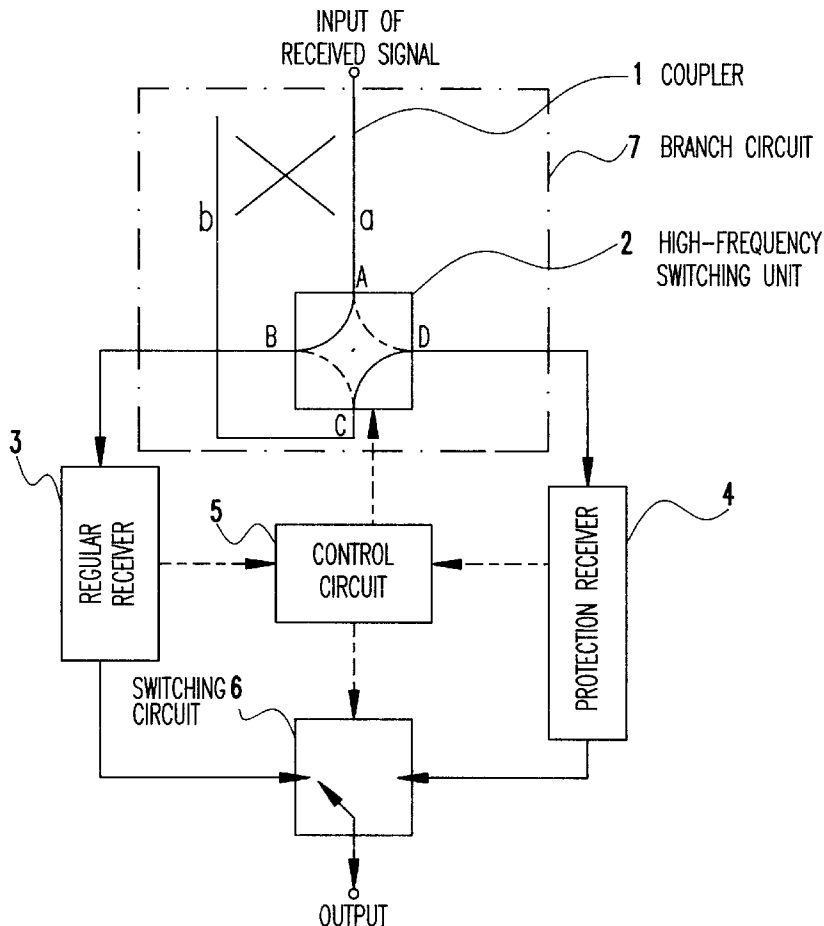 INPUT OF
RECEIVED SIGNAL
1 COUPLER
7 BRANCH CIRCUIT
b
a
2 HIGH-FREQUENCY
SWITCHING UNIT
A
B
D
C
3
4
5
REGULAR
RECEIVER
CONTROL
CIRCUIT
PROTECTION RECEIVER
SWITCHING 6
CIRCUIT
OUTPUT